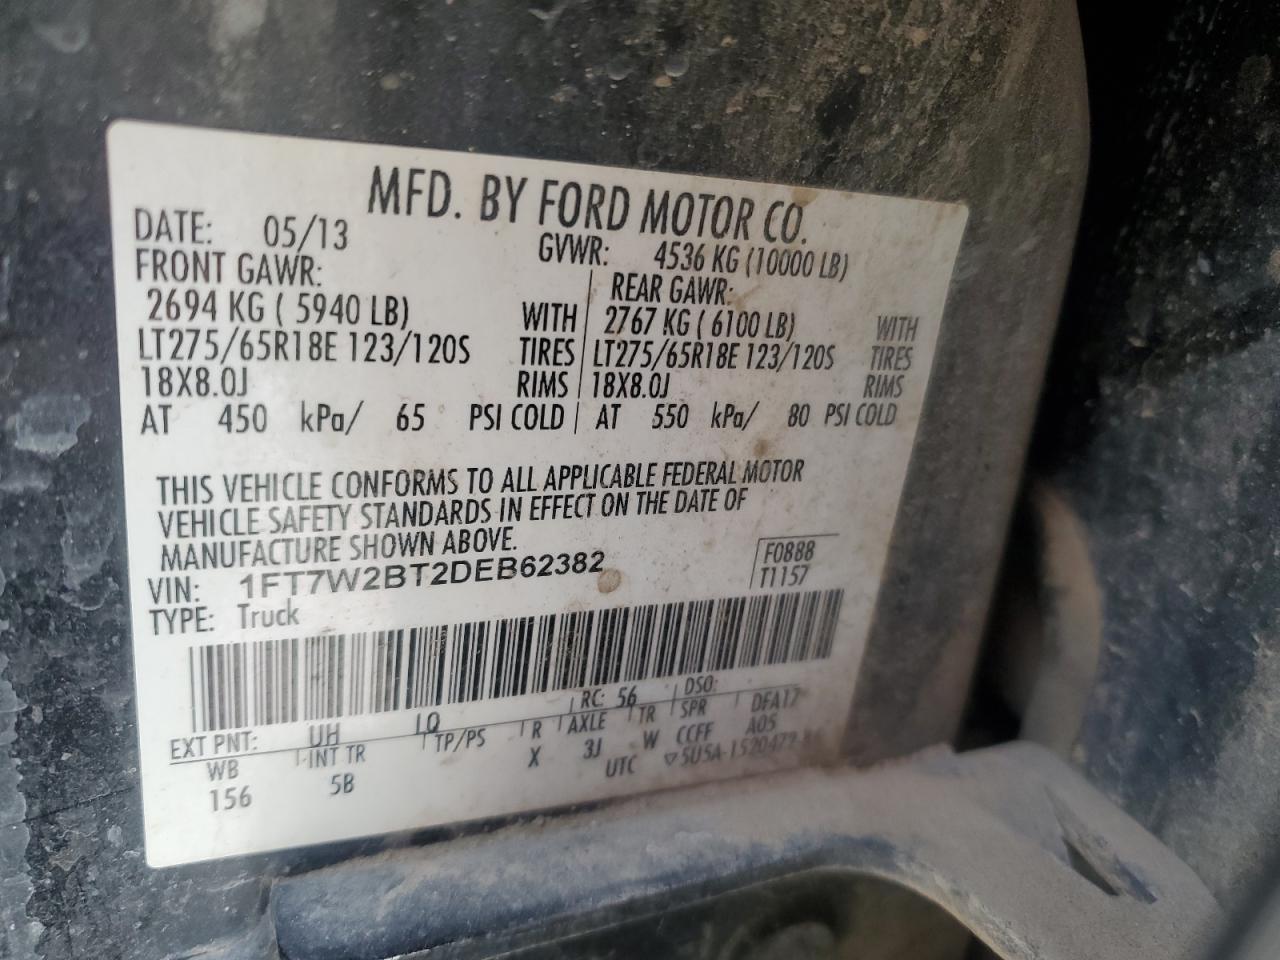 MFD. BY FORD MOTOR CO.
DATE: 05/13 GVWR: 4536 KG (10000 LB)
FRONT GAWR: REAR GAWR:
2694 KG ( 5940 LB) WITH 2767 KG ( 6100 LB) WITH
LT275/65R18E 123/120S TIRES LT275/65R18E 123/120S TIRES
18X8.0J RIMS 18X8.0J RIMS
AT 450 kPa/ 65 PSI COLD AT 550 kPa/ 80 PSI COLD
THIS VEHICLE CONFORMS TO ALL APPLICABLE FEDERAL MOTOR
VEHICLE SAFETY STANDARDS IN EFFECT ON THE DATE OF
MANUFACTURE SHOWN ABOVE.
VIN: 1FT7W2BT2DEB62382 F0888
TYPE: Truck T1157
EXT PNT: UH LQ RC: 56 DSO:
WB INT TR TP/PS R AXLE TR SPR DFA17
156 5B X 3J W CCFF A05
UTC